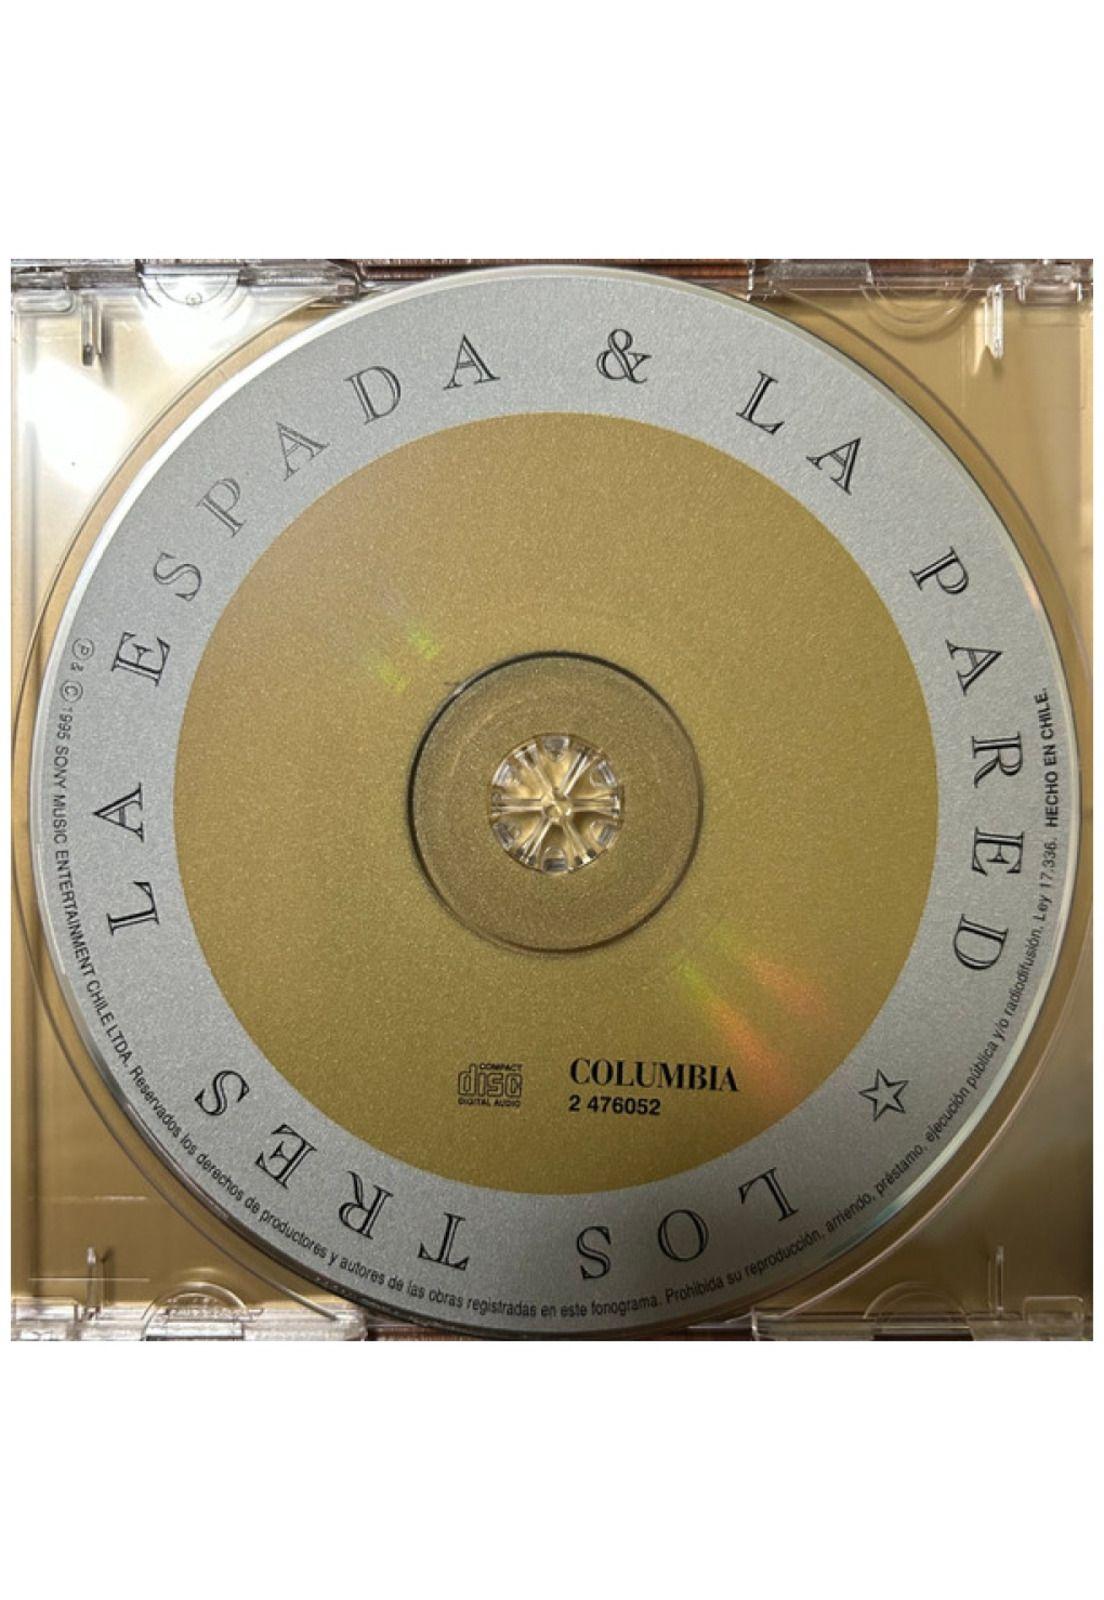 LA ESPADA & LA PARED
LOS TRES
COMPACT
disc
DIGITAL AUDIO
COLUMBIA
2 476052
Ⓟ & Ⓒ 1995 SONY MUSIC ENTERTAINMENT CHILE LTDA. Reservados los derechos de productores y autores de las obras registradas en este fonograma. Prohibida su reproducción, arriendo, préstamo, ejecución pública y/o radiodifusión. Ley 17.336. HECHO EN CHILE.